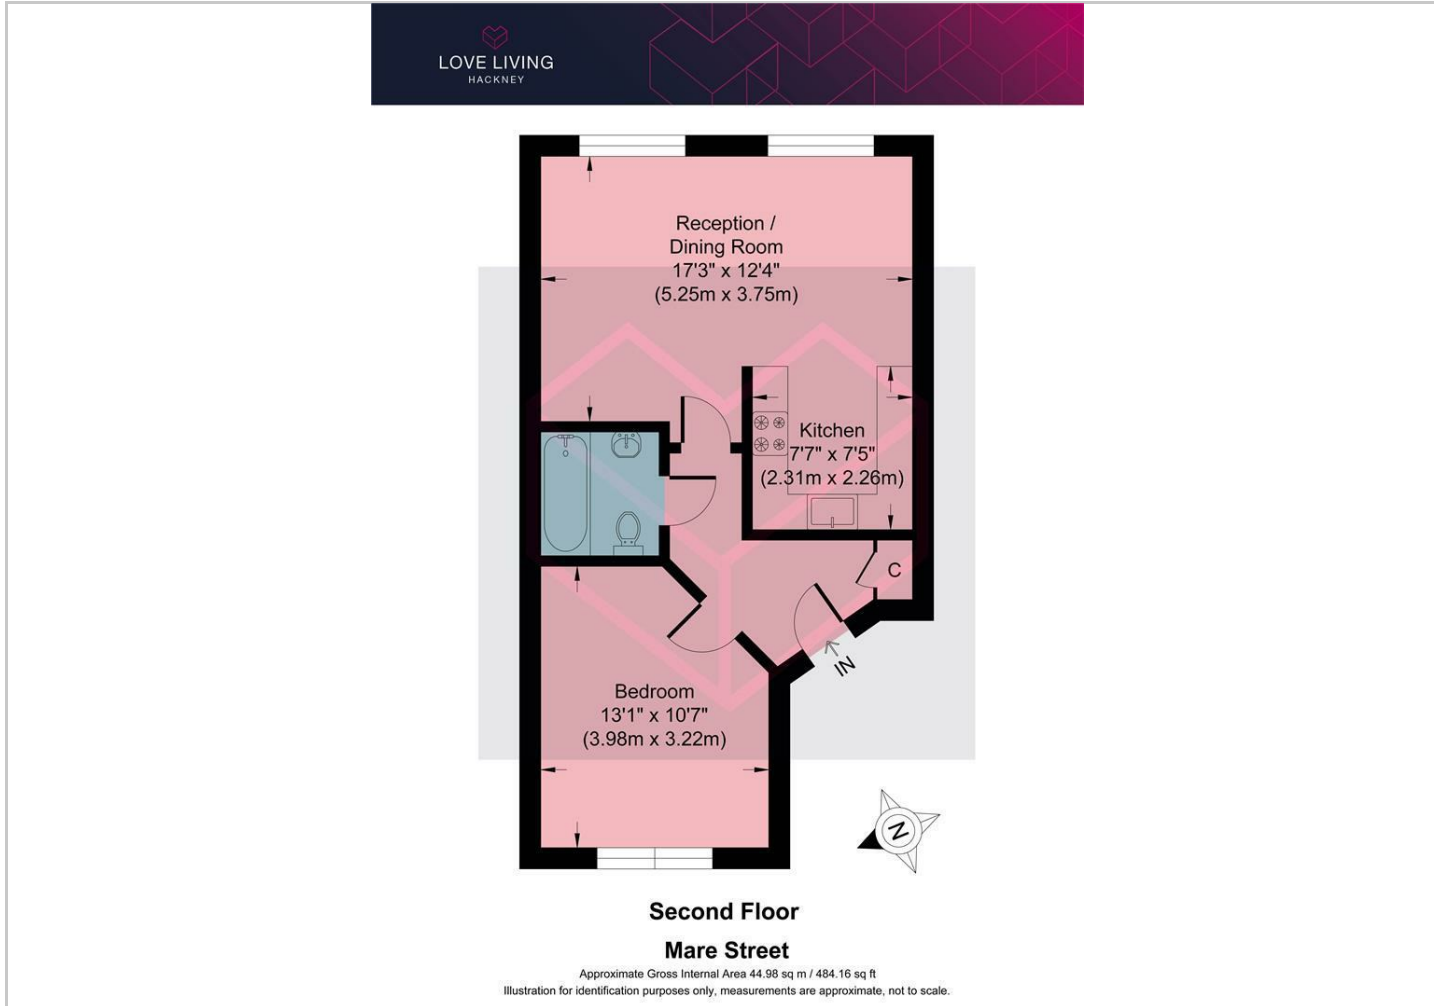 LOVE LIVING
HACKNEY
Reception /
Dining Room
17'3" x 12'4"
(5.25m x 3.75m)
Kitchen
7'7" x 7'5"
(2.31m x 2.26m)
C
IN
Bedroom
13'1" x 10'7"
(3.98m x 3.22m)
N
Second Floor
Mare Street
Approximate Gross Internal Area 44.98 sq m / 484.16 sq ft
Illustration for identification purposes only, measurements are approximate, not to scale.